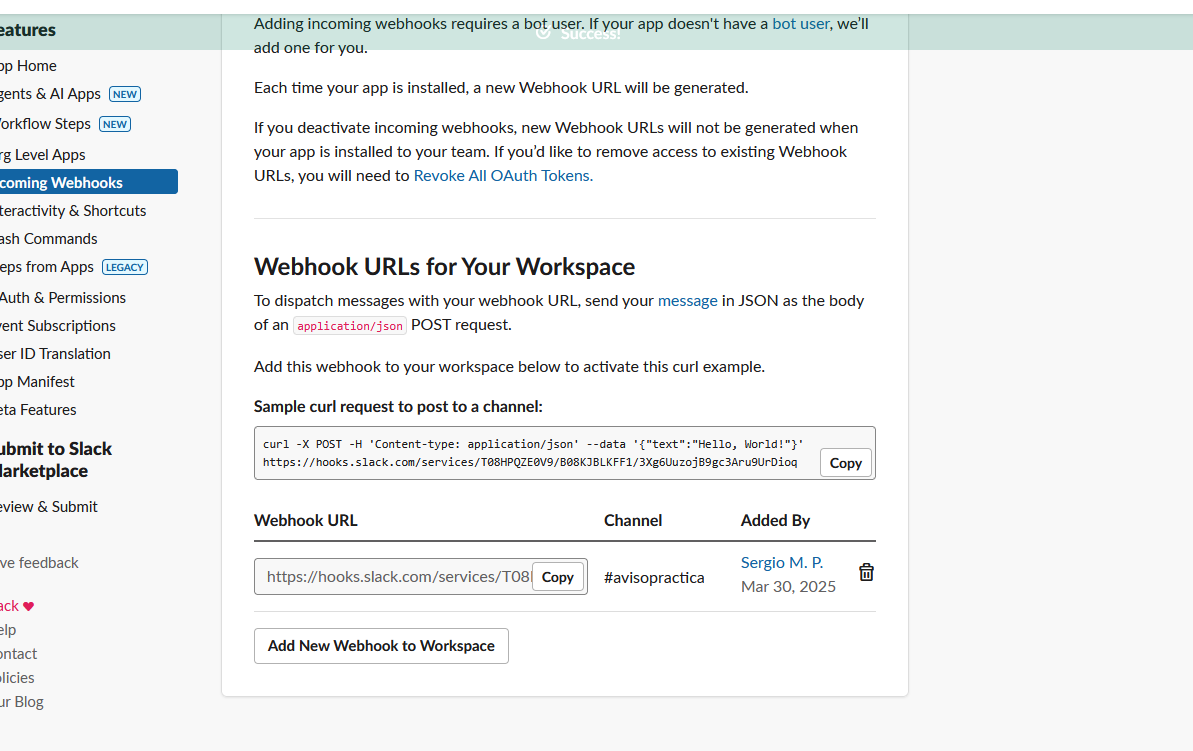 eatures
pp Home
gents & AI Apps NEW
orkflow Steps NEW
rg Level Apps
coming Webhooks
teractivity & Shortcuts
ash Commands
eps from Apps LEGACY
Auth & Permissions
vent Subscriptions
ser ID Translation
pp Manifest
eta Features
ubmit to Slack
arketplace
eview & Submit
ve feedback
ack
elp
ontact
olicies
ur Blog
Success!
Adding incoming webhooks requires a bot user. If your app doesn't have a bot user, we’ll
add one for you.
Each time your app is installed, a new Webhook URL will be generated.
If you deactivate incoming webhooks, new Webhook URLs will not be generated when
your app is installed to your team. If you’d like to remove access to existing Webhook
URLs, you will need to Revoke All OAuth Tokens.
Webhook URLs for Your Workspace
To dispatch messages with your webhook URL, send your message in JSON as the body
of an application/json POST request.
Add this webhook to your workspace below to activate this curl example.
Sample curl request to post to a channel:
curl -X POST -H 'Content-type: application/json' --data '{"text":"Hello, World!"}'
https://hooks.slack.com/services/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
Copy
Webhook URL Channel Added By
https://hooks.slack.com/services/T08 Copy #avisopractica Sergio M. P.
Mar 30, 2025
Add New Webhook to Workspace